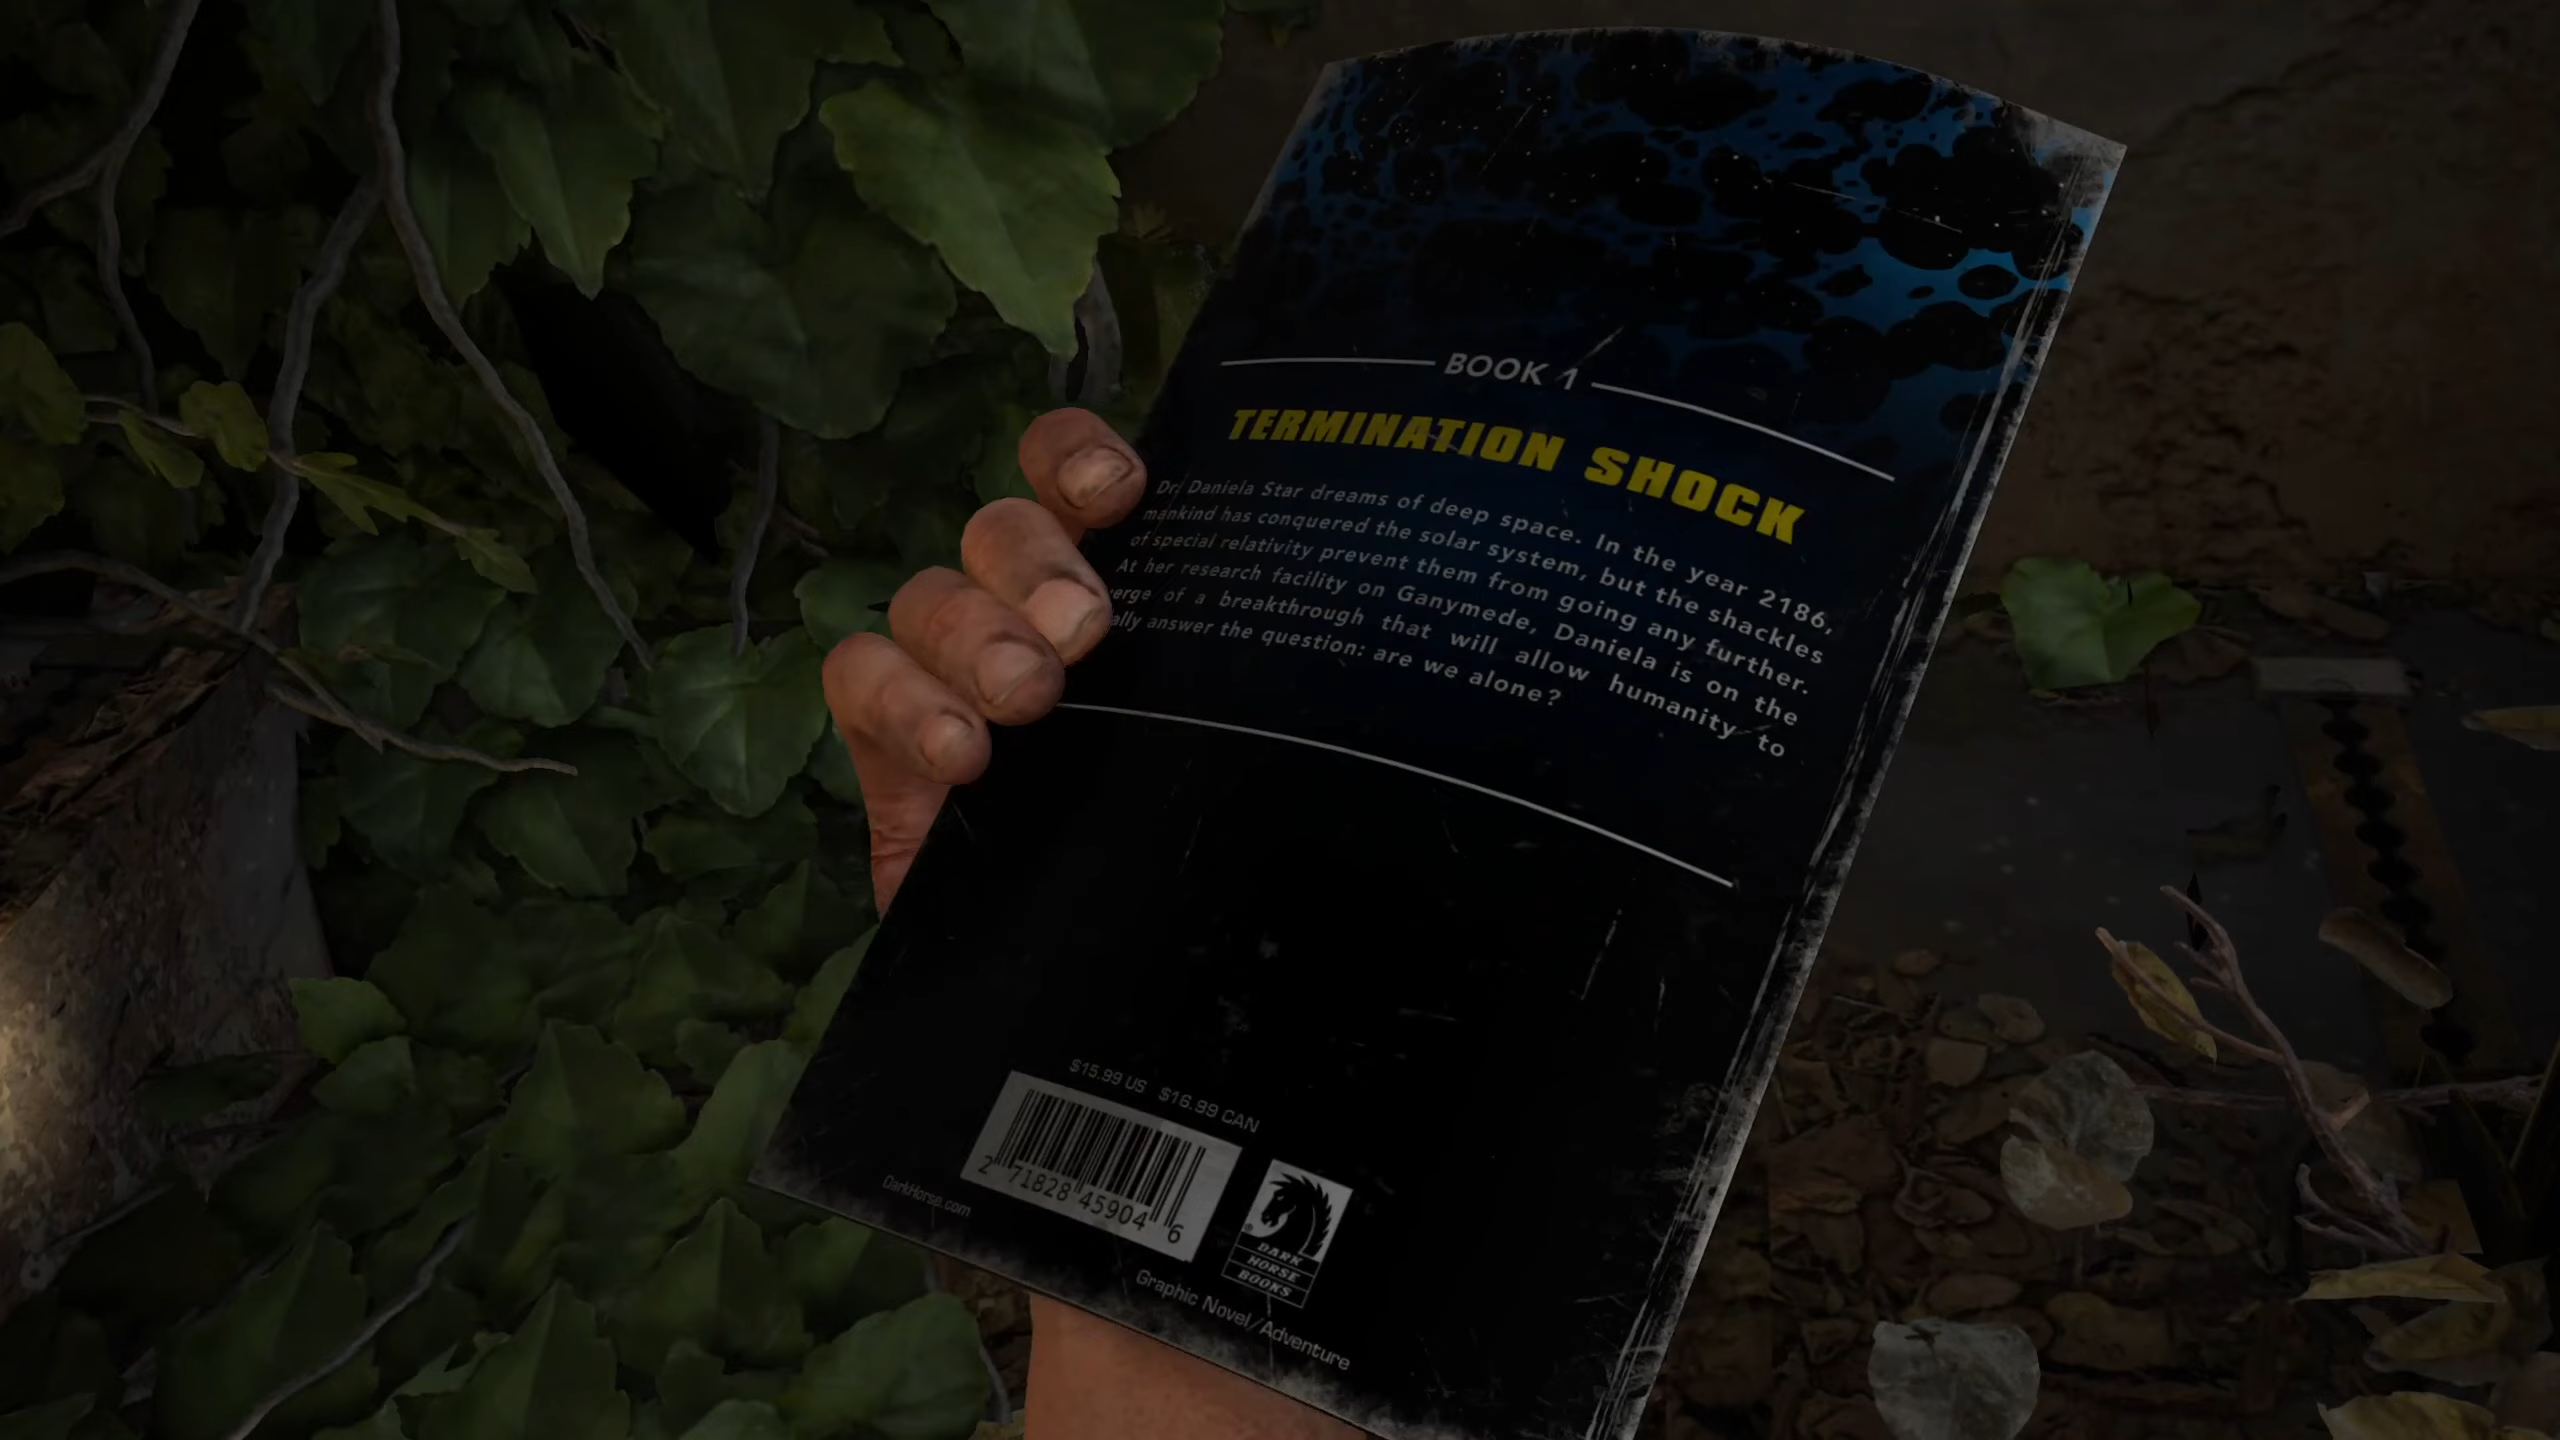 BOOK 1
TERMINATION SHOCK
Dr Daniela Star dreams of deep space. In the year 2186,
mankind has conquered the solar system, but the shackles
of special relativity prevent them from going any further.
At her research facility on Ganymede, Daniela is on the
erge of a breakthrough that will allow humanity to
ally answer the question: are we alone?
$15.99 US $16.99 CAN
2 71828 45904 6
DarkHorse.com
DARK
HORSE
BOOKS
Graphic Novel/Adventure